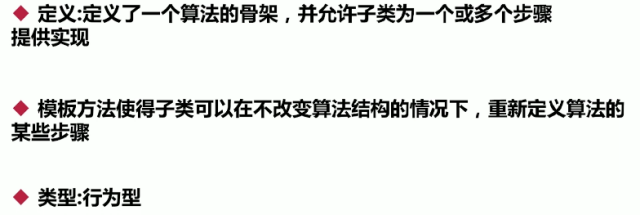 ◆ 定义:定义了一个算法的骨架，并允许子类为一个或多个步骤
提供实现
◆ 模板方法使得子类可以在不改变算法结构的情况下，重新定义算法的
某些步骤
◆ 类型:行为型